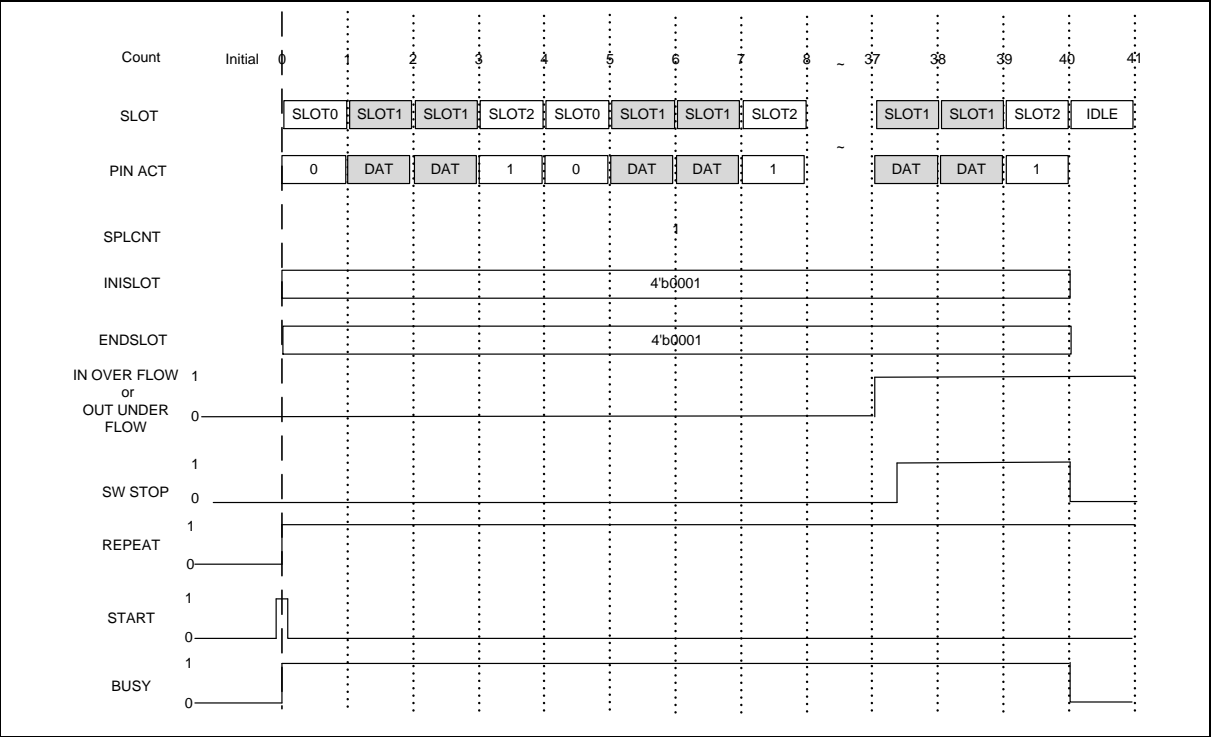 Count Initial 0 1 2 3 4 5 6 7 8 ~ 37 38 39 40 41
SLOT SLOT0 SLOT1 SLOT1 SLOT2 SLOT0 SLOT1 SLOT1 SLOT2 SLOT1 SLOT1 SLOT2 IDLE
~
PIN ACT 0 DAT DAT 1 0 DAT DAT 1 DAT DAT 1
SPLCNT 1
INISLOT 4'b0001
ENDSLOT 4'b0001
IN OVER FLOW 1
or
OUT UNDER 0
FLOW
1
SW STOP 0
1
REPEAT
0
1
START
0
1
BUSY
0